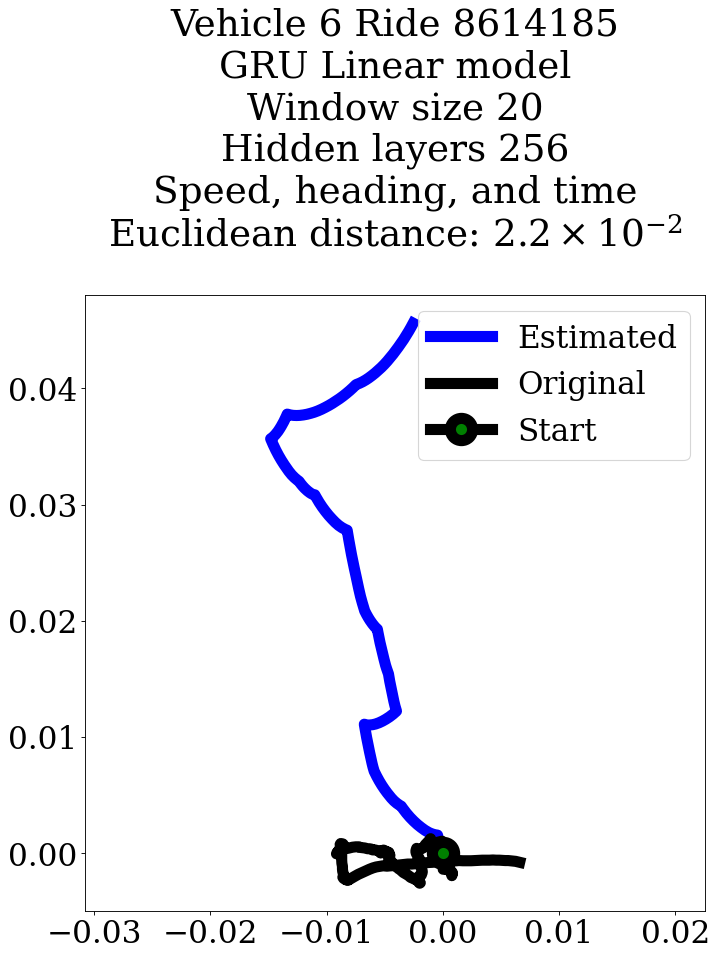 Vehicle 6 Ride 8614185
GRU Linear model
Window size 20
Hidden layers 256
Speed, heading, and time
Euclidean distance: 2.2 × 10⁻²
Estimated
Original
Start
0.04
0.03
0.02
0.01
0.00
−0.03 −0.02 −0.01 0.00 0.01 0.02